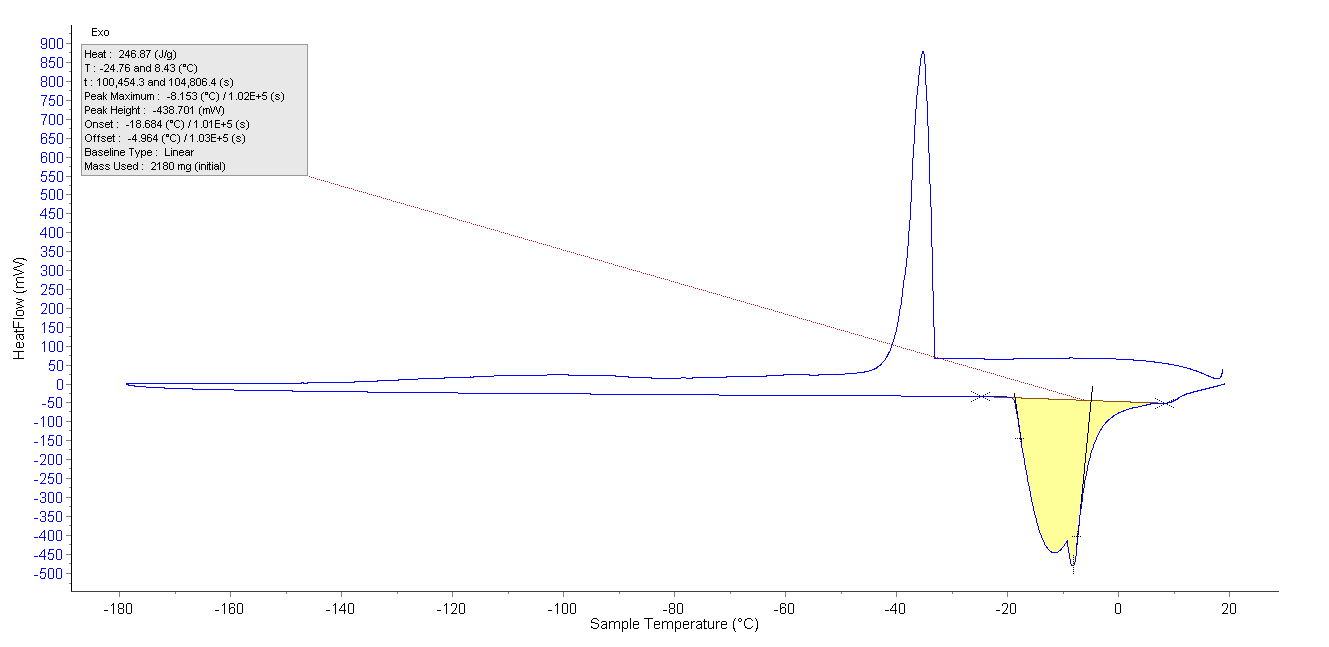 Exo
Heat : 246.87 (J/g)
T : -24.76 and 8.43 (°C)
t : 100,454.3 and 104,806.4 (s)
Peak Maximum : -8.153 (°C) / 1.02E+5 (s)
Peak Height : -438.701 (mW)
Onset : -18.684 (°C) / 1.01E+5 (s)
Offset : -4.964 (°C) / 1.03E+5 (s)
Baseline Type : Linear
Mass Used : 2180 mg (initial)
HeatFlow (mW)
900
850
800
750
700
650
600
550
500
450
400
350
300
250
200
150
100
50
0
-50
-100
-150
-200
-250
-300
-350
-400
-450
-500
-180 -160 -140 -120 -100 -80 -60 -40 -20 0 20
Sample Temperature (°C)